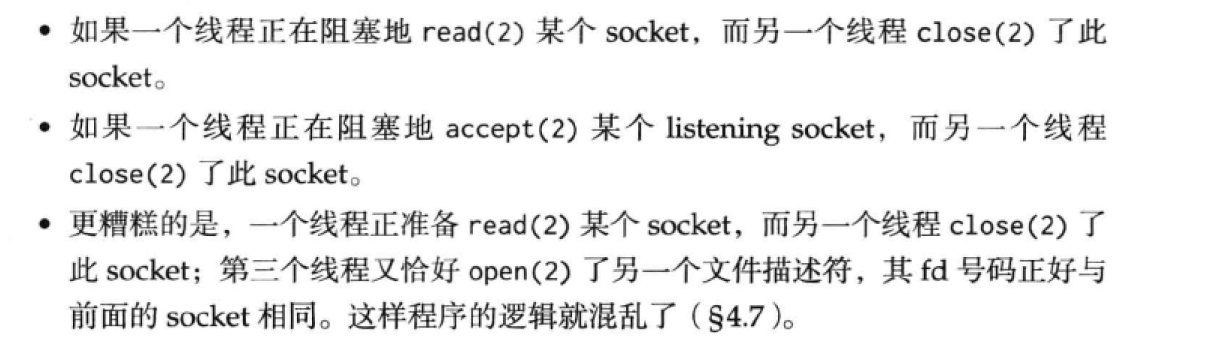 • 如果一个线程正在阻塞地 read(2) 某个 socket，而另一个线程 close(2) 了此
socket。
• 如果一个线程正在阻塞地 accept(2) 某个 listening socket，而另一个线程
close(2) 了此 socket。
• 更糟糕的是，一个线程正准备 read(2) 某个 socket，而另一个线程 close(2) 了
此 socket；第三个线程又恰好 open(2) 了另一个文件描述符，其 fd 号码正好与
前面的 socket 相同。这样程序的逻辑就混乱了（§4.7）。